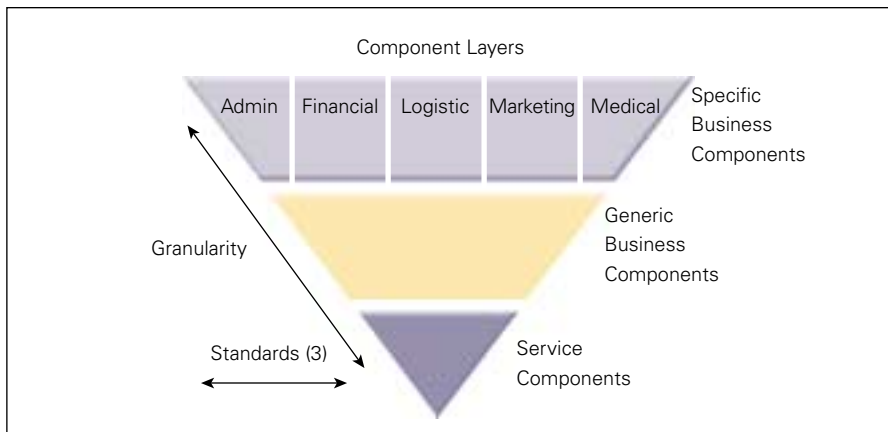 Component Layers
Admin Financial Logistic Marketing Medical
Specific
Business
Components
Generic
Business
Components
Granularity
Standards (3)
Service
Components